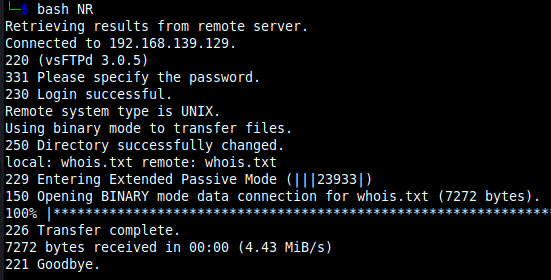 └─$ bash NR
Retrieving results from remote server.
Connected to 192.168.139.129.
220 (vsFTPd 3.0.5)
331 Please specify the password.
230 Login successful.
Remote system type is UNIX.
Using binary mode to transfer files.
250 Directory successfully changed.
local: whois.txt remote: whois.txt
229 Entering Extended Passive Mode (|||23933|)
150 Opening BINARY mode data connection for whois.txt (7272 bytes).
100% |***************************************************************
226 Transfer complete.
7272 bytes received in 00:00 (4.43 MiB/s)
221 Goodbye.